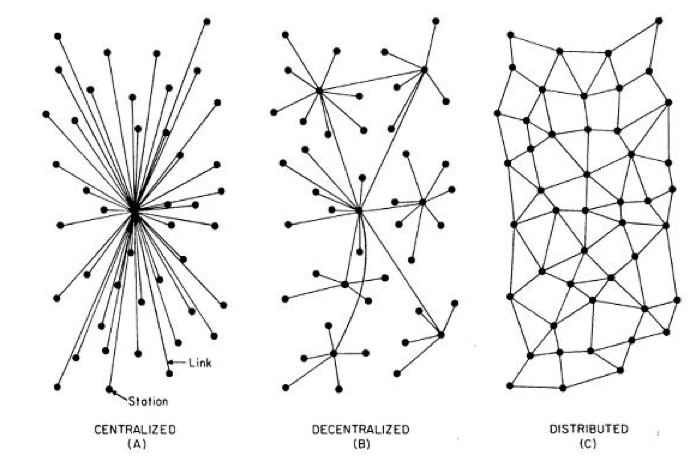 Link
Station
CENTRALIZED
(A)
DECENTRALIZED
(B)
DISTRIBUTED
(C)